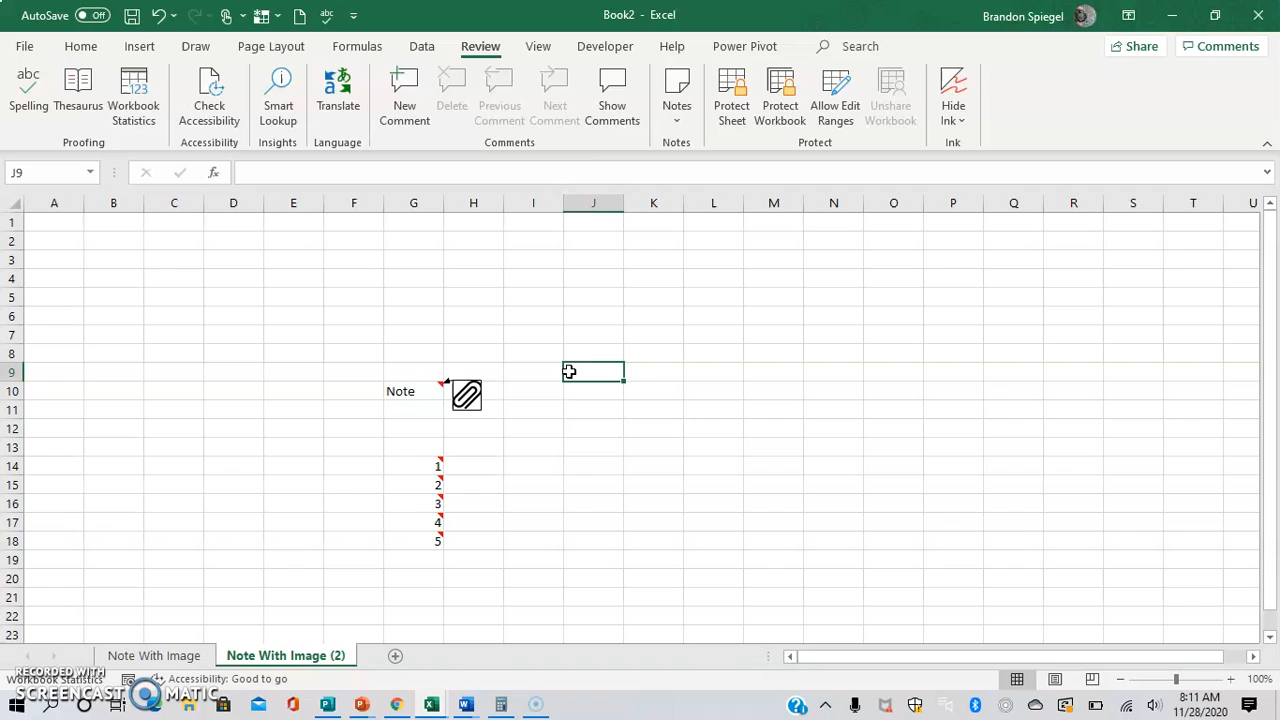 AutoSave Off Book2 - Excel Brandon Spiegel
File Home Insert Draw Page Layout Formulas Data Review View Developer Help Power Pivot Search Share Comments
abc 123
Spelling Thesaurus Workbook Statistics Check Accessibility Smart Lookup Translate New Comment Delete Previous Comment Next Comment Show Comments Notes Protect Sheet Protect Workbook Allow Edit Ranges Unshare Workbook Hide Ink
Proofing Accessibility Insights Language Comments Notes Protect Ink
J9 fx
A B C D E F G H I J K L M N O P Q R S T U
1
2
3
4
5
6
7
8
9
10 Note
11
12
13
14 1
15 2
16 3
17 4
18 5
19
20
21
22
23
Note With Image Note With Image (2)
RECORDED WITH
Workbook Statistics Accessibility: Good to go 100%
SCREENCAST MATIC
8:11 AM
11/28/2020